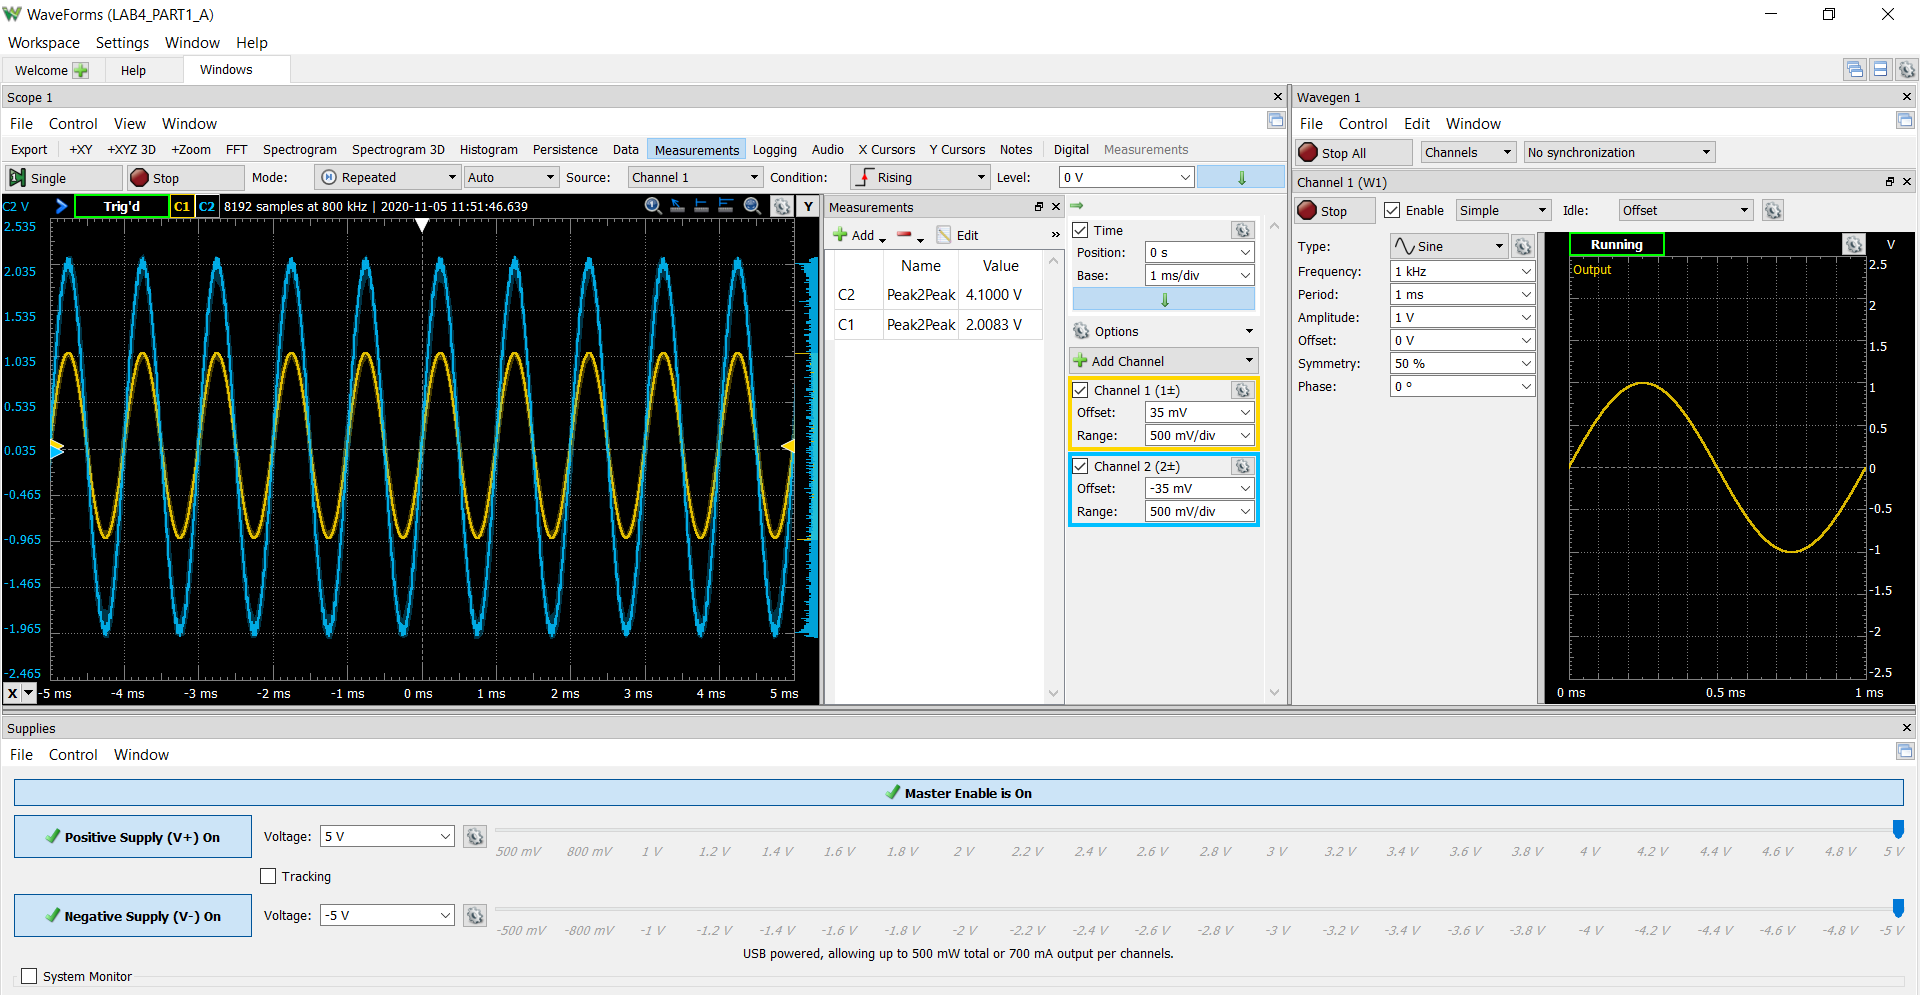 WaveForms (LAB4_PART1_A)
Workspace Settings Window Help
Welcome Help Windows
Scope 1
File Control View Window
Export +XY +XYZ 3D +Zoom FFT Spectrogram Spectrogram 3D Histogram Persistence Data Measurements Logging Audio X Cursors Y Cursors Notes Digital Measurements
Single Stop Mode: Repeated Auto Source: Channel 1 Condition: Rising Level: 0 V
C2 V Trig'd C1 C2 8192 samples at 800 kHz | 2020-11-05 11:51:46.639 Y
2.535
2.035
1.535
1.035
0.535
0.035
-0.465
-0.965
-1.465
-1.965
-2.465
X -5 ms -4 ms -3 ms -2 ms -1 ms 0 ms 1 ms 2 ms 3 ms 4 ms 5 ms
Measurements
Add Edit »
Name Value
C2 Peak2Peak 4.1000 V
C1 Peak2Peak 2.0083 V
Time
Position: 0 s
Base: 1 ms/div
Options
Add Channel
Channel 1 (1±)
Offset: 35 mV
Range: 500 mV/div
Channel 2 (2±)
Offset: -35 mV
Range: 500 mV/div
Wavegen 1
File Control Edit Window
Stop All Channels No synchronization
Channel 1 (W1)
Stop Enable Simple Idle: Offset
Type: Sine
Frequency: 1 kHz
Period: 1 ms
Amplitude: 1 V
Offset: 0 V
Symmetry: 50 %
Phase: 0 º
Running V
Output
2.5
2
1.5
1
0.5
0
-0.5
-1
-1.5
-2
-2.5
0 ms 0.5 ms 1 ms
Supplies
File Control Window
Master Enable is On
Positive Supply (V+) On Voltage: 5 V
500 mV 800 mV 1 V 1.2 V 1.4 V 1.6 V 1.8 V 2 V 2.2 V 2.4 V 2.6 V 2.8 V 3 V 3.2 V 3.4 V 3.6 V 3.8 V 4 V 4.2 V 4.4 V 4.6 V 4.8 V 5 V
Tracking
Negative Supply (V-) On Voltage: -5 V
-500 mV -800 mV -1 V -1.2 V -1.4 V -1.6 V -1.8 V -2 V -2.2 V -2.4 V -2.6 V -2.8 V -3 V -3.2 V -3.4 V -3.6 V -3.8 V -4 V -4.2 V -4.4 V -4.6 V -4.8 V -5 V
USB powered, allowing up to 500 mW total or 700 mA output per channels.
System Monitor